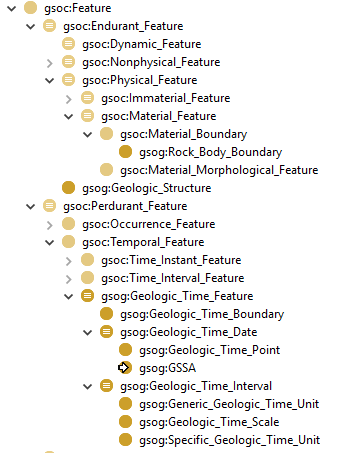 gsoc:Feature
gsoc:Endurant_Feature
gsoc:Dynamic_Feature
gsoc:Nonphysical_Feature
gsoc:Physical_Feature
gsoc:Immaterial_Feature
gsoc:Material_Feature
gsoc:Material_Boundary
gsog:Rock_Body_Boundary
gsoc:Material_Morphological_Feature
gsog:Geologic_Structure
gsoc:Perdurant_Feature
gsoc:Occurrence_Feature
gsoc:Temporal_Feature
gsoc:Time_Instant_Feature
gsoc:Time_Interval_Feature
gsog:Geologic_Time_Feature
gsog:Geologic_Time_Boundary
gsog:Geologic_Time_Date
gsog:Geologic_Time_Point
gsog:GSSA
gsog:Geologic_Time_Interval
gsog:Generic_Geologic_Time_Unit
gsog:Geologic_Time_Scale
gsog:Specific_Geologic_Time_Unit